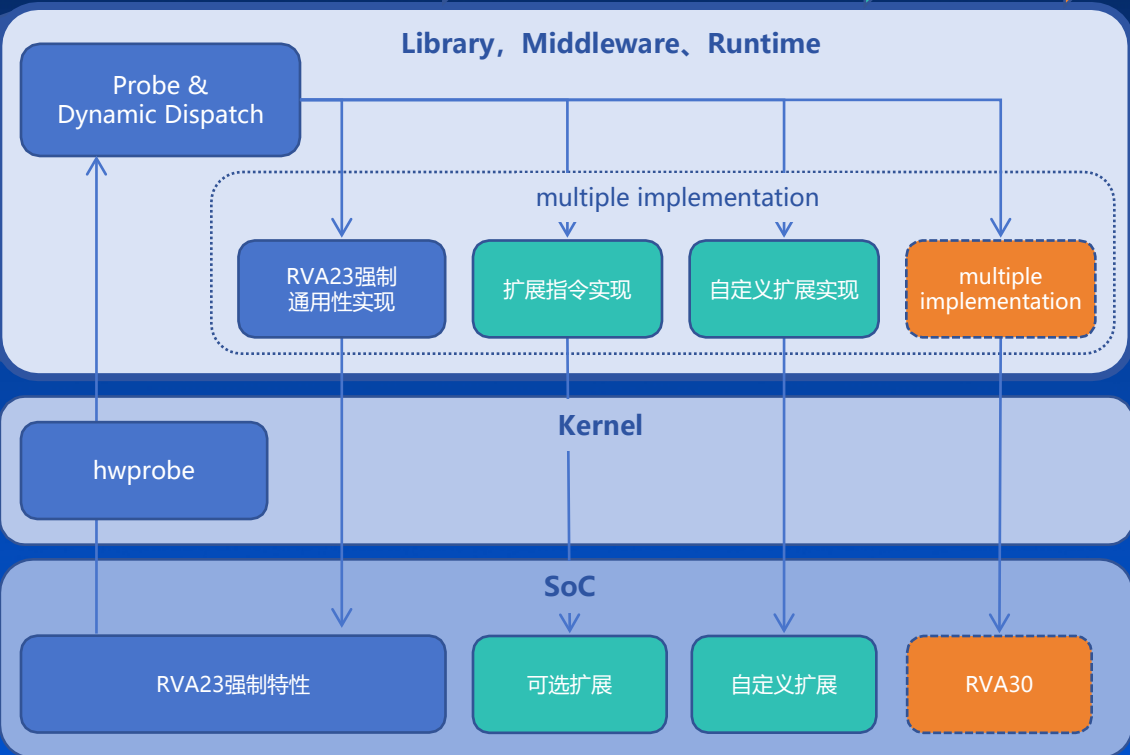 Library，Middleware、Runtime
Probe &
Dynamic Dispatch
multiple implementation
RVA23强制
通用性实现
扩展指令实现
自定义扩展实现
multiple
implementation
Kernel
hwprobe
SoC
RVA23强制特性
可选扩展
自定义扩展
RVA30